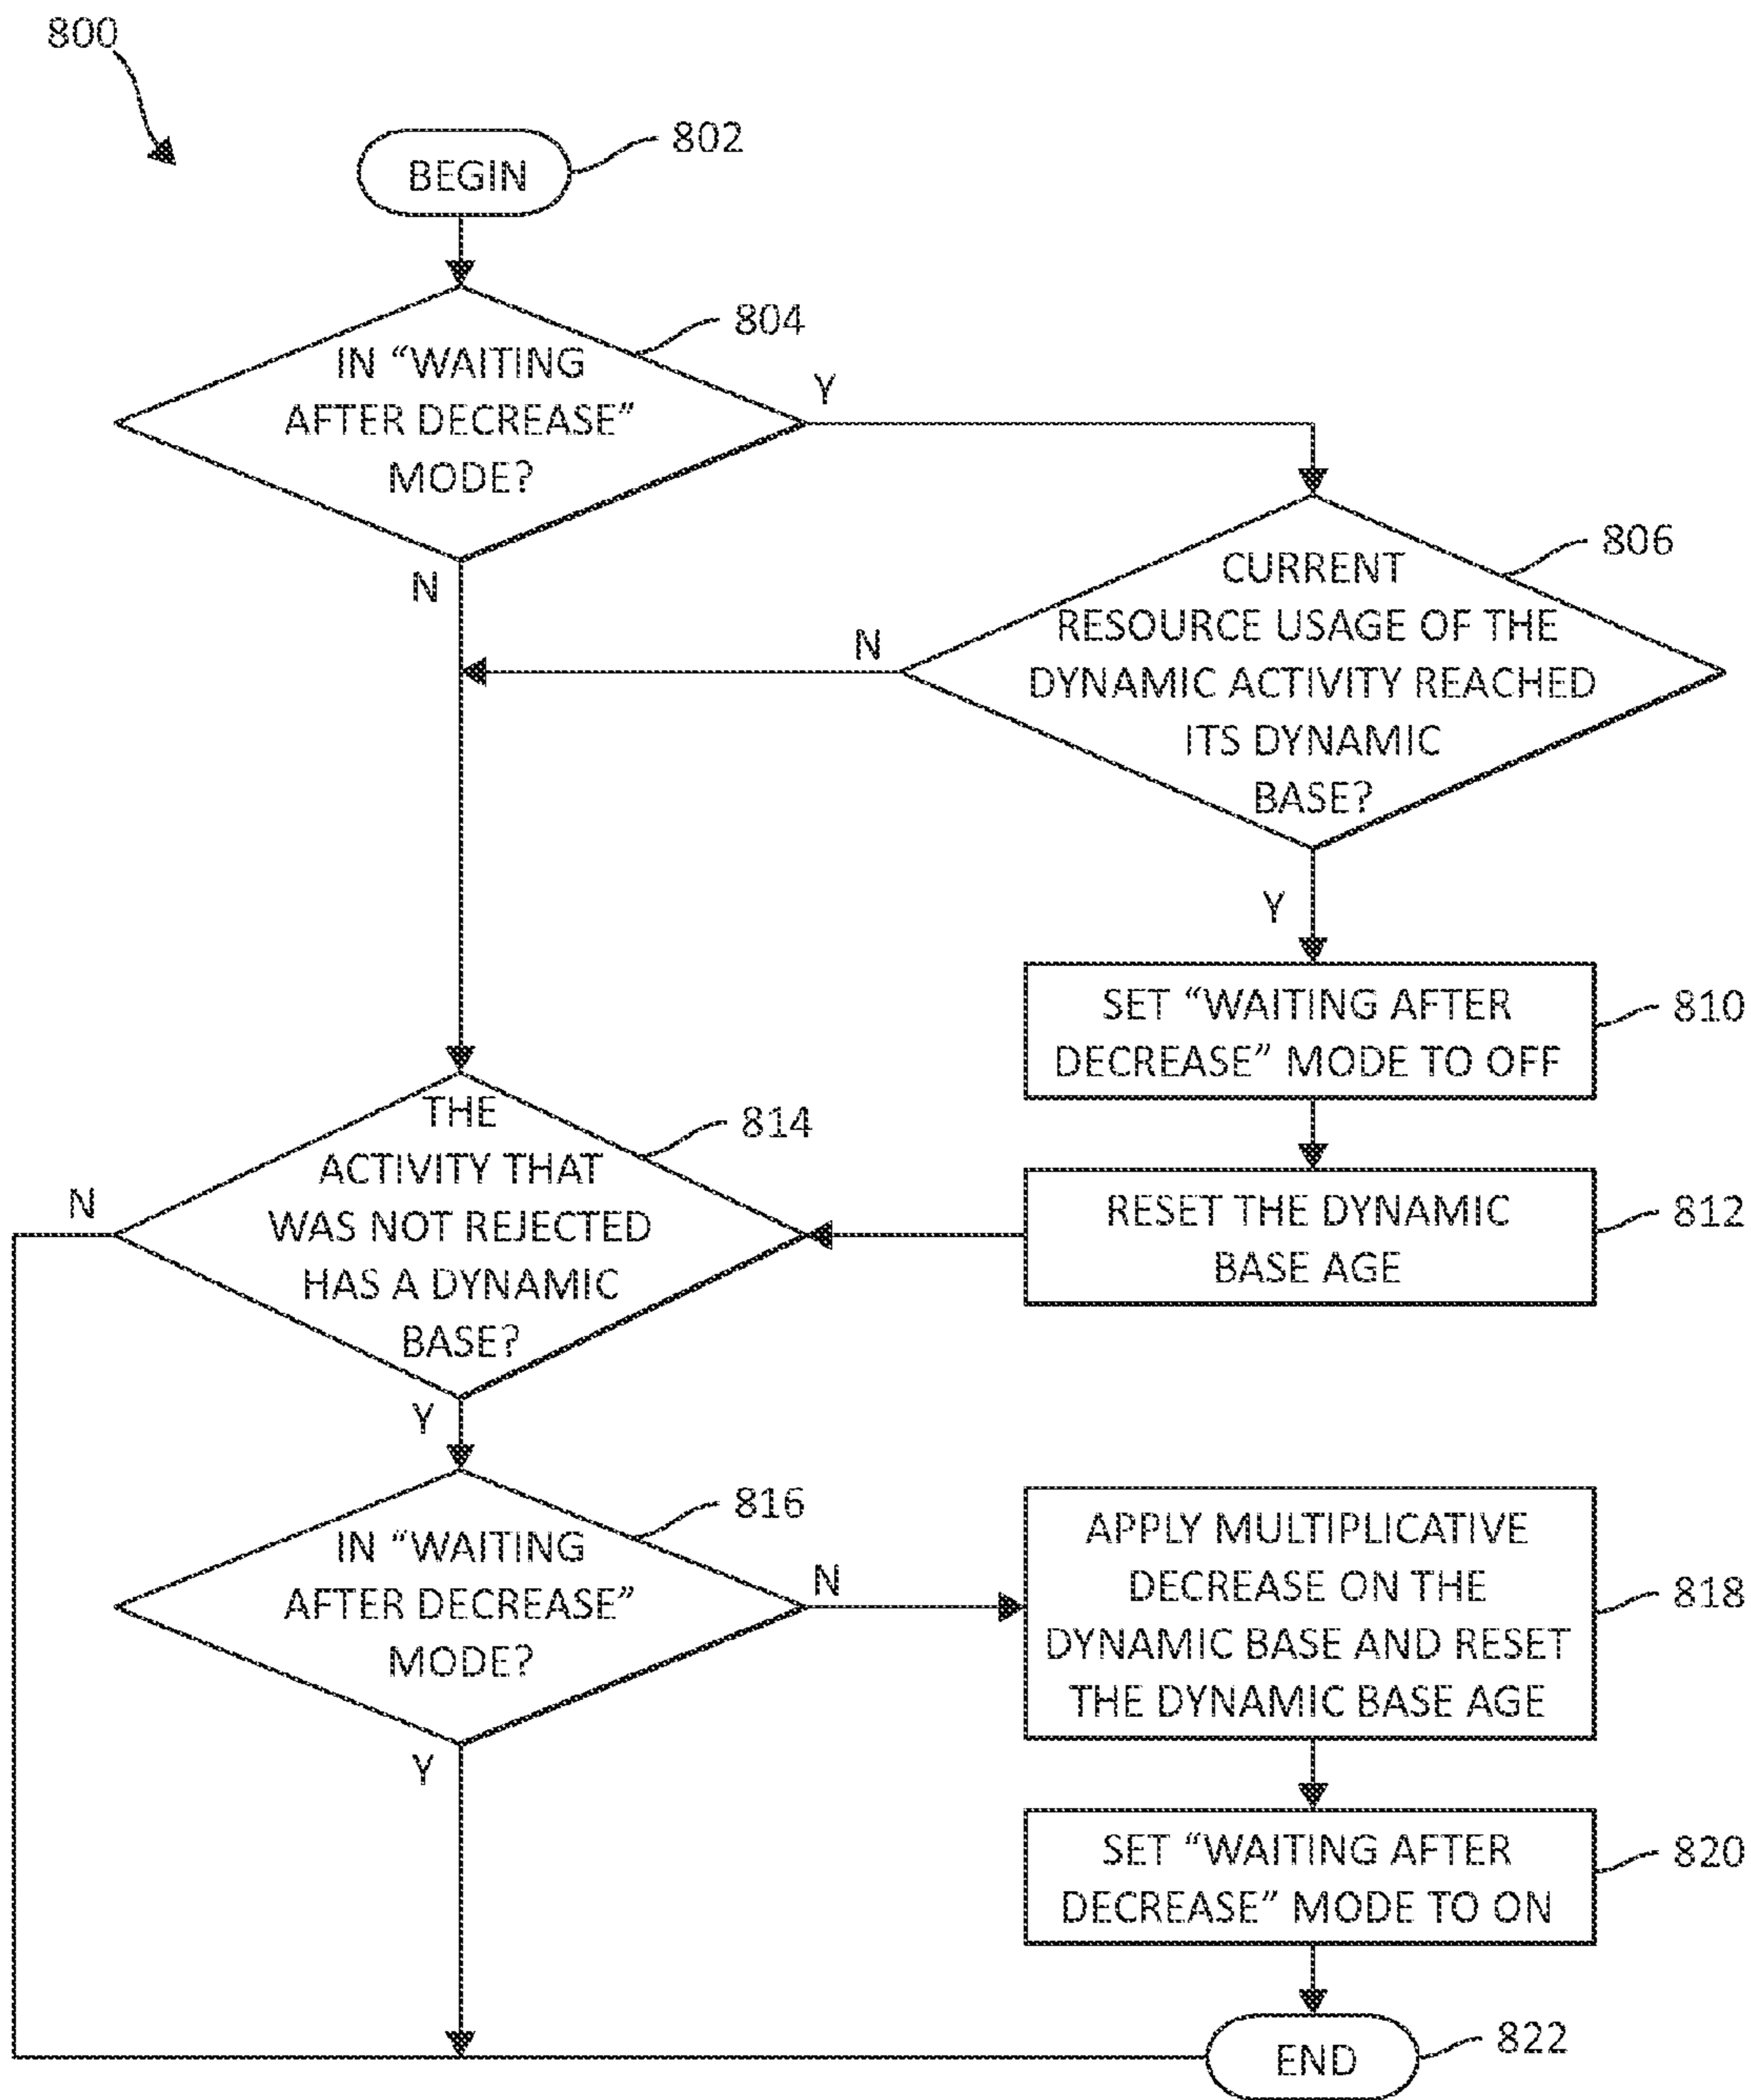 800
BEGIN
802
IN “WAITING
AFTER DECREASE”
MODE?
804
Y
N
CURRENT
RESOURCE USAGE OF THE
DYNAMIC ACTIVITY REACHED
ITS DYNAMIC
BASE?
806
N
Y
SET “WAITING AFTER
DECREASE” MODE TO OFF
810
RESET THE DYNAMIC
BASE AGE
812
THE
ACTIVITY THAT
WAS NOT REJECTED
HAS A DYNAMIC
BASE?
814
N
Y
IN “WAITING
AFTER DECREASE”
MODE?
816
N
Y
APPLY MULTIPLICATIVE
DECREASE ON THE
DYNAMIC BASE AND RESET
THE DYNAMIC BASE AGE
818
SET “WAITING AFTER
DECREASE” MODE TO ON
820
END
822